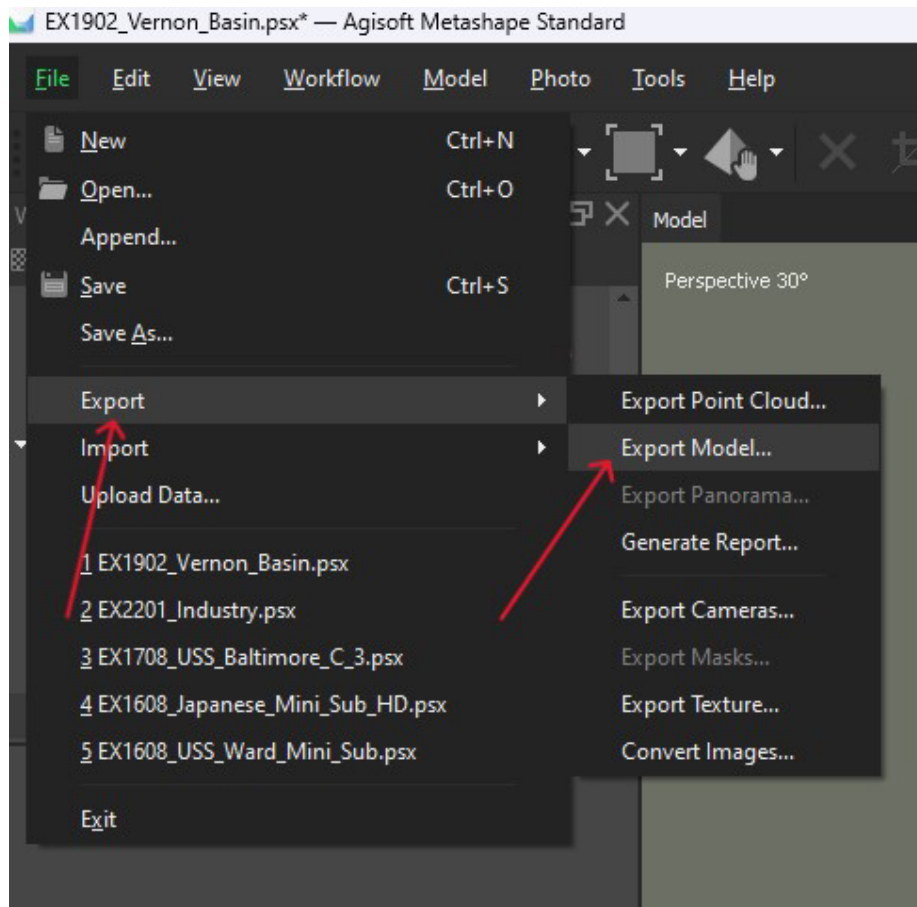 EX1902_Vernon_Basin.psx* — Agisoft Metashape Standard
File Edit View Workflow Model Photo Tools Help
New Ctrl+N
Open... Ctrl+O
Append...
Save Ctrl+S
Save As...
Export
Import
Upload Data...
1 EX1902_Vernon_Basin.psx
2 EX2201_Industry.psx
3 EX1708_USS_Baltimore_C_3.psx
4 EX1608_Japanese_Mini_Sub_HD.psx
5 EX1608_USS_Ward_Mini_Sub.psx
Exit
Model
Perspective 30°
Export Point Cloud...
Export Model...
Export Panorama...
Generate Report...
Export Cameras...
Export Masks...
Export Texture...
Convert Images...